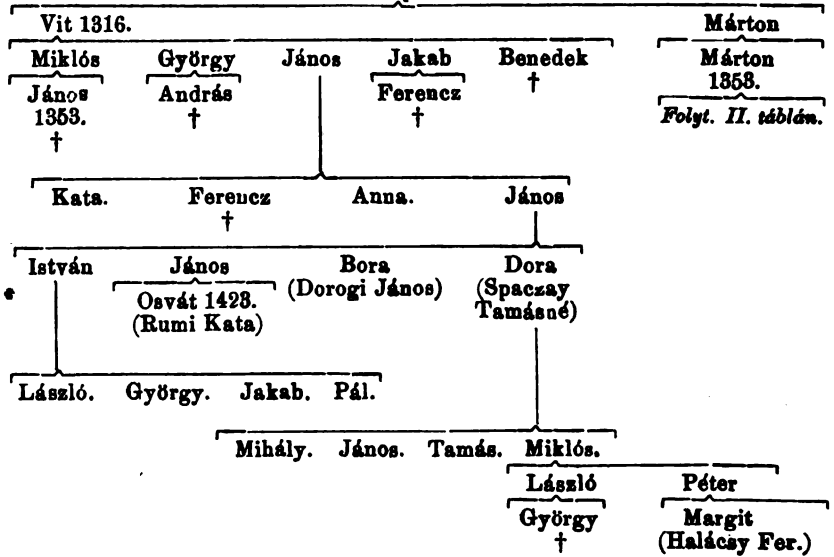 Vit 1316. Márton
Miklós György János Jakab Benedek Márton
János András Ferencz † 1353.
1353. † † Folyt. II. táblán.
†
Kata. Ferencz Anna. János
†
István János Bora Dora
Osvát 1423. (Dorogi János) (Spaczay
(Rumi Kata) Tamásné)
László. György. Jakab. Pál.
Mihály. János. Tamás. Miklós.
László Péter
György Margit
† (Halácsy Fer.)